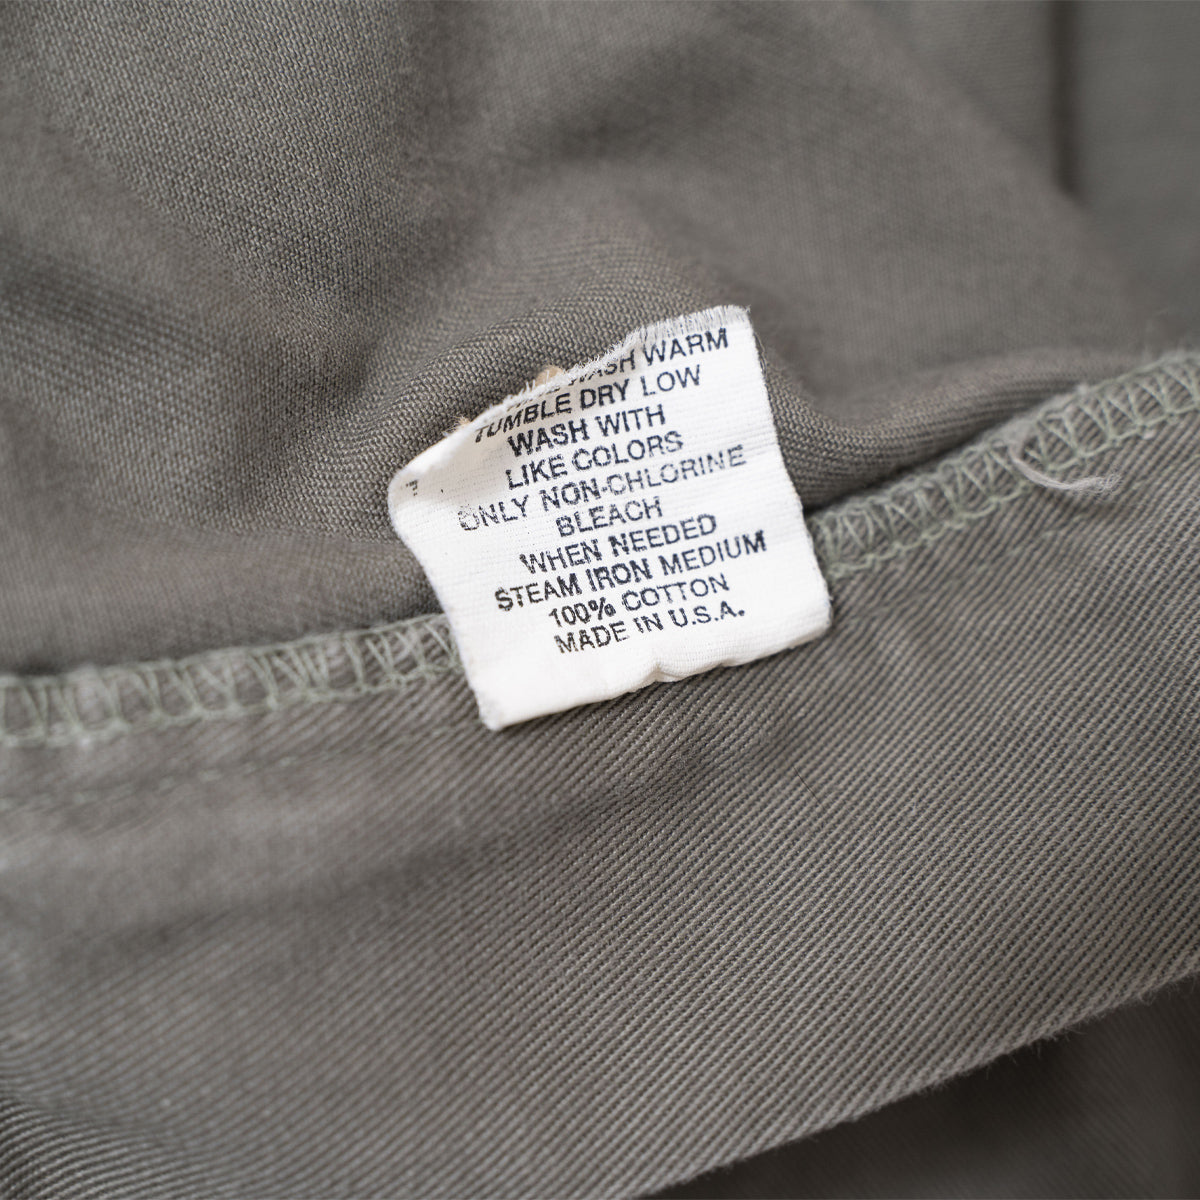 WASH WARM
TUMBLE DRY LOW
WASH WITH
LIKE COLORS
ONLY NON-CHLORINE
BLEACH
WHEN NEEDED
STEAM IRON MEDIUM
100% COTTON
MADE IN U.S.A.